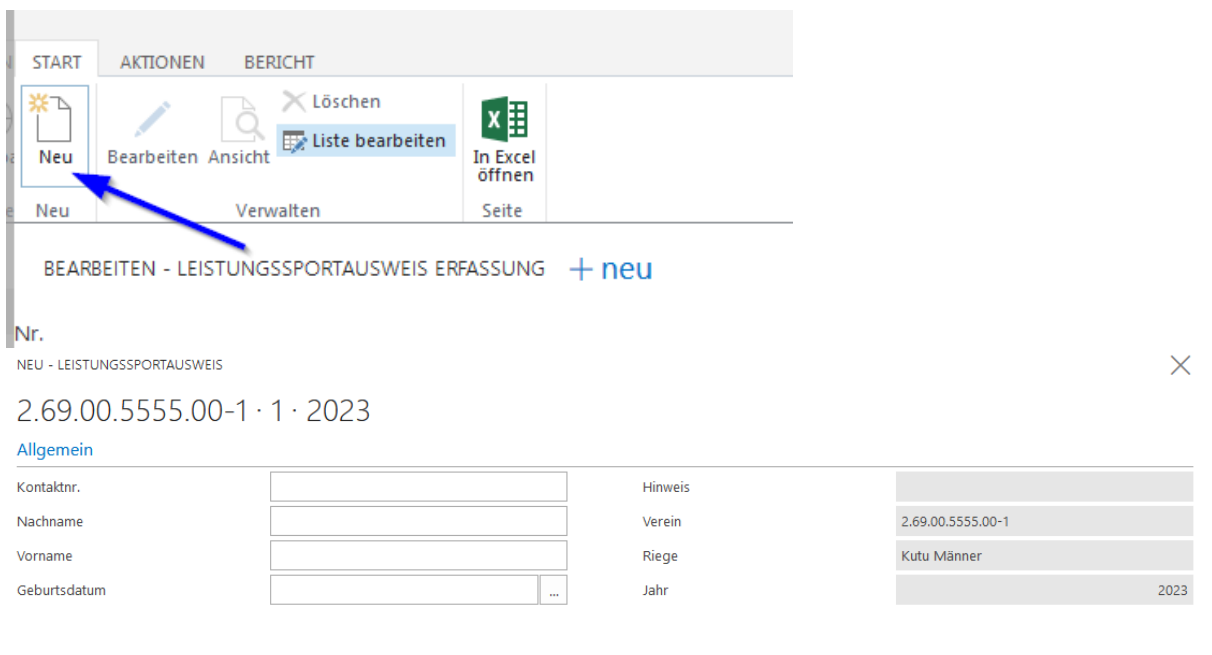 START AKTIONEN BERICHT
Neu
Bearbeiten
Ansicht
Löschen
Liste bearbeiten
In Excel
öffnen
Neu Verwalten Seite
BEARBEITEN - LEISTUNGSSPORTAUSWEIS ERFASSUNG + neu
Nr.
NEU - LEISTUNGSSPORTAUSWEIS
2.69.00.5555.00-1 · 1 · 2023
Allgemein
Kontaktnr. Hinweis
Nachname Verein 2.69.00.5555.00-1
Vorname Riege Kutu Männer
Geburtsdatum ... Jahr 2023